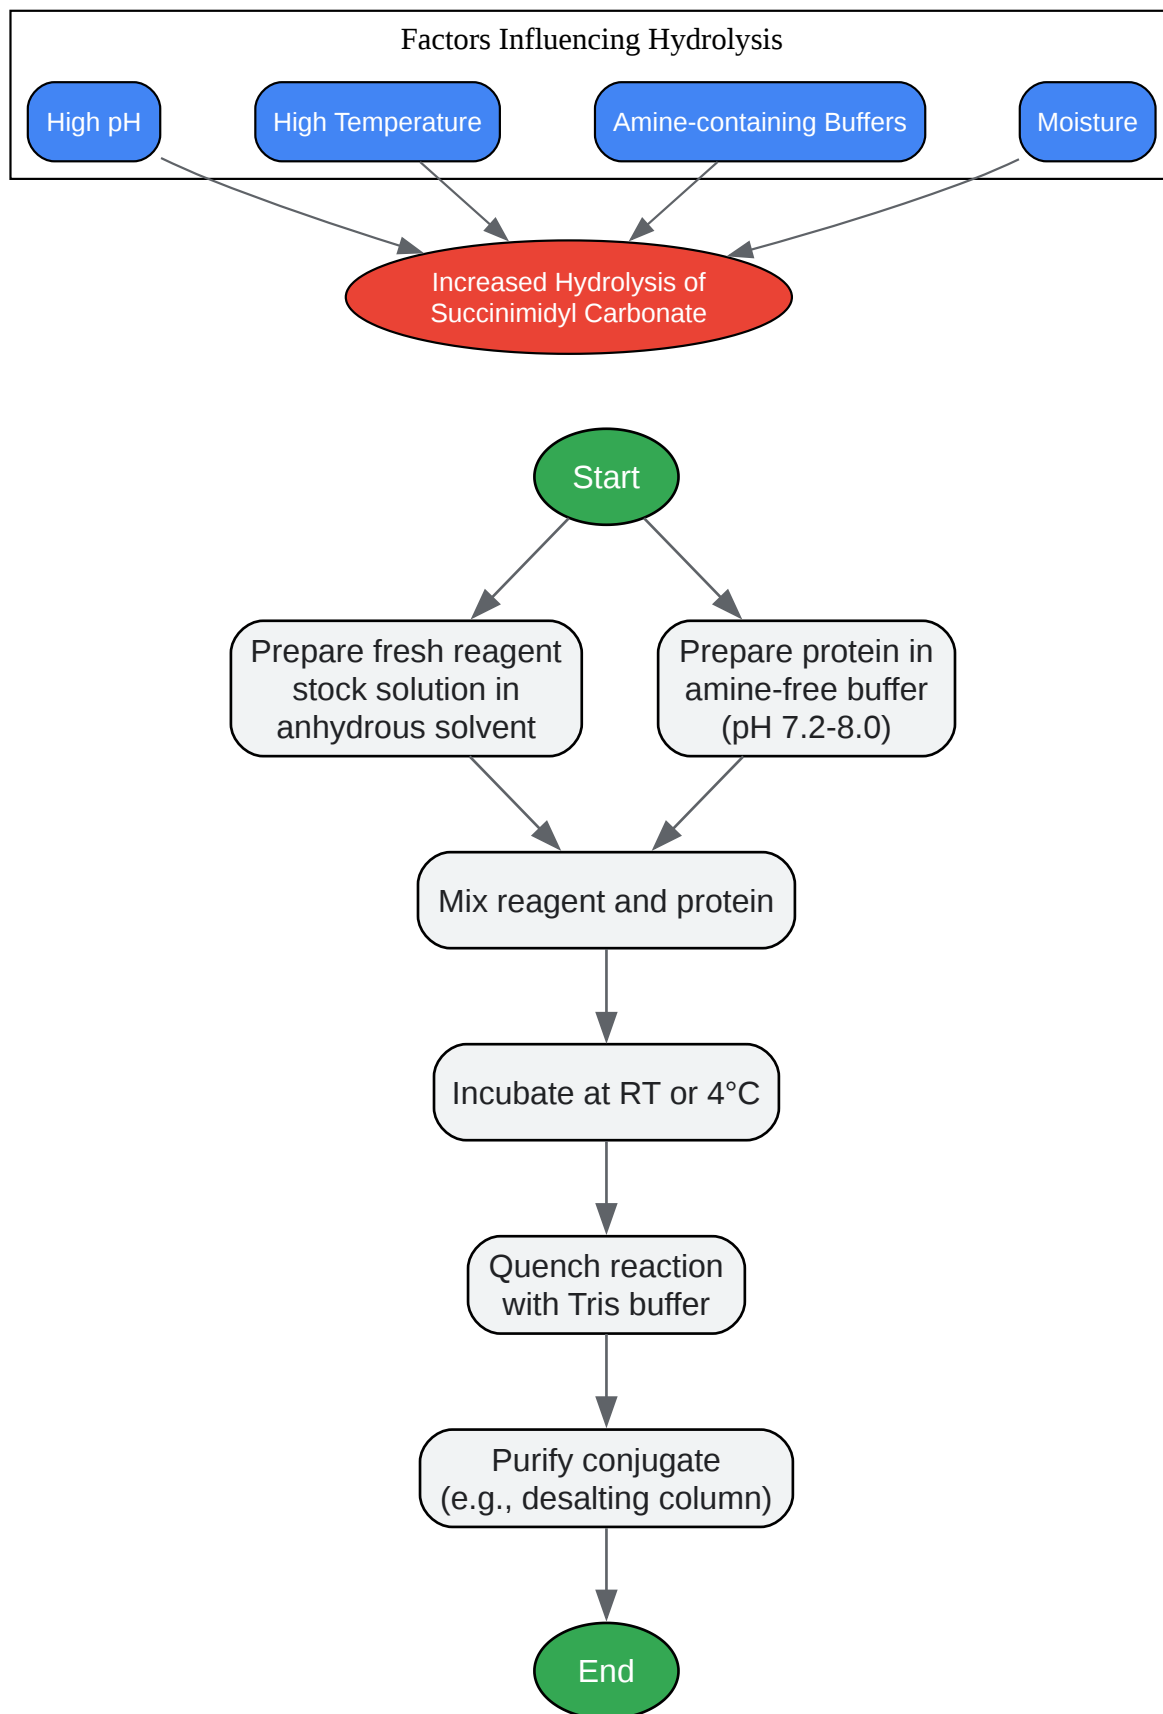 Factors Influencing Hydrolysis
High pH
High Temperature
Amine-containing Buffers
Moisture
Increased Hydrolysis of
Succinimidyl Carbonate
Start
Prepare fresh reagent
stock solution in
anhydrous solvent
Prepare protein in
amine-free buffer
(pH 7.2-8.0)
Mix reagent and protein
Incubate at RT or 4°C
Quench reaction
with Tris buffer
Purify conjugate
(e.g., desalting column)
End